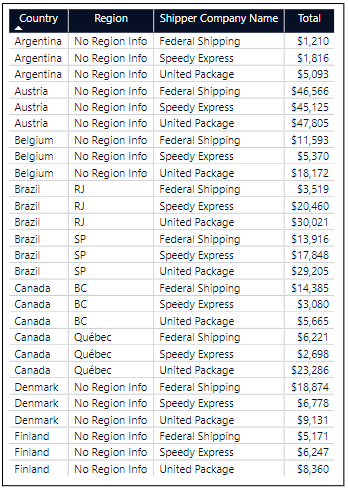 Country Region Shipper Company Name Total
Argentina No Region Info Federal Shipping $1,210
Argentina No Region Info Speedy Express $1,816
Argentina No Region Info United Package $5,093
Austria No Region Info Federal Shipping $46,566
Austria No Region Info Speedy Express $45,125
Austria No Region Info United Package $47,805
Belgium No Region Info Federal Shipping $11,593
Belgium No Region Info Speedy Express $5,370
Belgium No Region Info United Package $18,172
Brazil RJ Federal Shipping $3,519
Brazil RJ Speedy Express $20,460
Brazil RJ United Package $30,021
Brazil SP Federal Shipping $13,916
Brazil SP Speedy Express $17,848
Brazil SP United Package $29,205
Canada BC Federal Shipping $14,385
Canada BC Speedy Express $3,080
Canada BC United Package $5,665
Canada Québec Federal Shipping $6,221
Canada Québec Speedy Express $2,698
Canada Québec United Package $23,286
Denmark No Region Info Federal Shipping $18,874
Denmark No Region Info Speedy Express $6,778
Denmark No Region Info United Package $9,131
Finland No Region Info Federal Shipping $5,171
Finland No Region Info Speedy Express $6,247
Finland No Region Info United Package $8,360